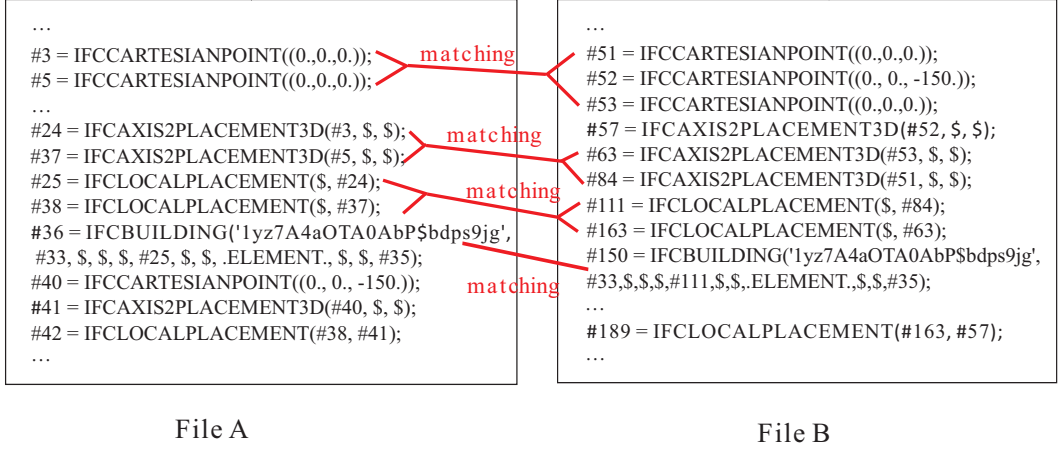 …
#3 = IFCCARTESIANPOINT((0.,0.,0.));
#5 = IFCCARTESIANPOINT((0.,0.,0.));
…
#24 = IFCAXIS2PLACEMENT3D(#3, $, $);
#37 = IFCAXIS2PLACEMENT3D(#5, $, $);
#25 = IFCLOCALPLACEMENT($, #24);
#38 = IFCLOCALPLACEMENT($, #37);
#36 = IFCBUILDING('1yz7A4aOTA0AbP$bdps9jg',
#33, $, $, $, #25, $, $, .ELEMENT., $, $, #35);
#40 = IFCCARTESIANPOINT((0., 0., -150.));
#41 = IFCAXIS2PLACEMENT3D(#40, $, $);
#42 = IFCLOCALPLACEMENT(#38, #41);
…
matching
matching
matching
matching
…
#51 = IFCCARTESIANPOINT((0.,0.,0.));
#52 = IFCCARTESIANPOINT((0., 0., -150.));
#53 = IFCCARTESIANPOINT((0.,0.,0.));
#57 = IFCAXIS2PLACEMENT3D(#52, $, $);
#63 = IFCAXIS2PLACEMENT3D(#53, $, $);
#84 = IFCAXIS2PLACEMENT3D(#51, $, $);
#111 = IFCLOCALPLACEMENT($, #84);
#163 = IFCLOCALPLACEMENT($, #63);
#150 = IFCBUILDING('1yz7A4aOTA0AbP$bdps9jg',
#33,$,$,$,#111,$,$,.ELEMENT.,$,$,#35);
…
#189 = IFCLOCALPLACEMENT(#163, #57);
…
File A
File B